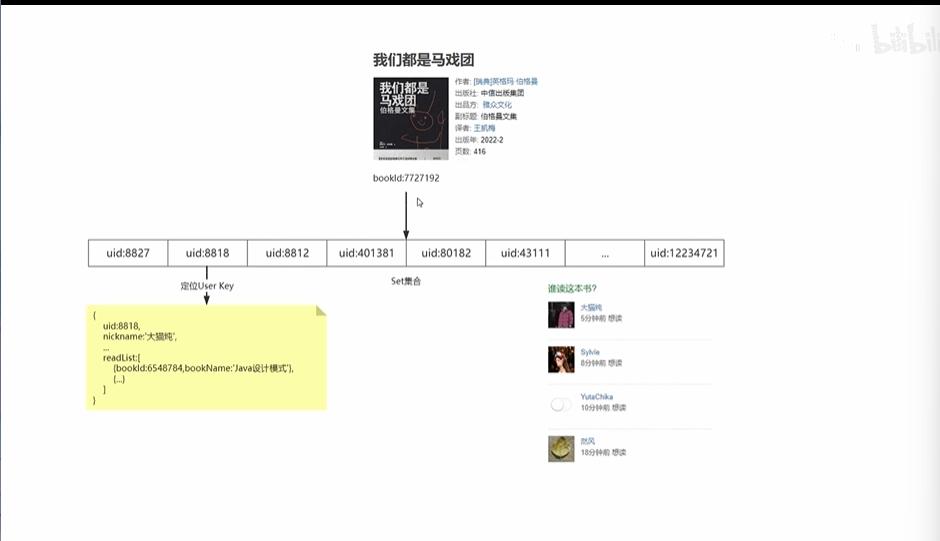 bilibili
我们都是马戏团
我们都是
马戏团
伯格曼文集
作者: [瑞典]英格玛·伯格曼
出版社: 中信出版集团
出品方: 雅众文化
副标题: 伯格曼文集
译者: 王凯梅
出版年: 2022-2
页数: 416
bookId:7727192
uid:8827
uid:8818
uid:8812
uid:401381
uid:80182
uid:43111
...
uid:12234721
定位User Key
Set集合
{
uid:8818,
nickname:'大猫纯',
...
readList:[
{bookId:6548784,bookName:'Java设计模式'},
{...}
]
}
谁读这本书?
大猫纯
5分钟前 想读
Sylvie
8分钟前 想读
YutaChika
10分钟前 想读
18分钟前 想读